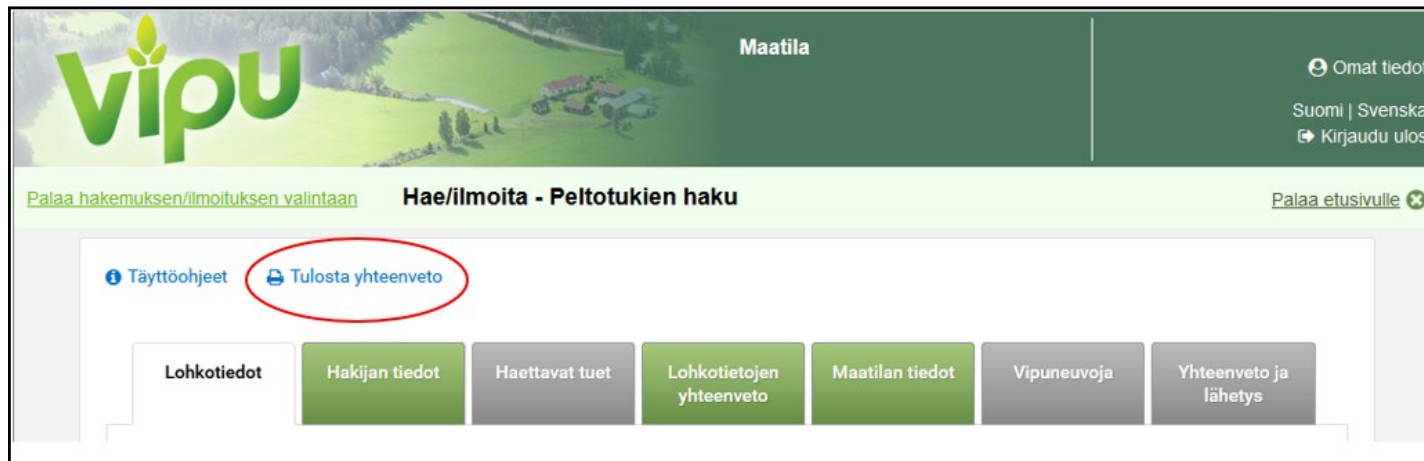 Vipu
Maatila
Omat tiedot
Suomi | Svenska
Kirjaudu ulos
Palaa hakemuksen/ilmoituksen valintaan
Hae/ilmoita - Peltotukien haku
Palaa etusivulle
Täyttöohjeet
Tulosta yhteenveto
Lohkotiedot
Hakijan tiedot
Haettavat tuet
Lohkotietojen
yhteenveto
Maatilan tiedot
Vipuneuvoja
Yhteenveto ja
lähetys